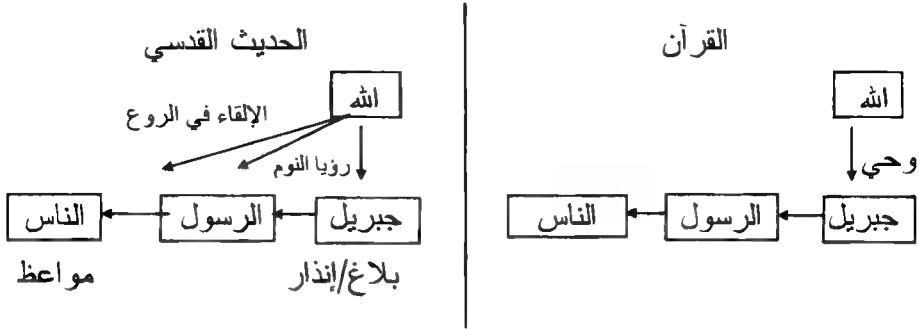 القرآن
الله
وحي
جبريل
الرسول
الناس
الحديث القدسي
الله
الإلقاء في الروع
رؤيا النوم
جبريل
الرسول
الناس
بلاغ/إنذار
مواعظ